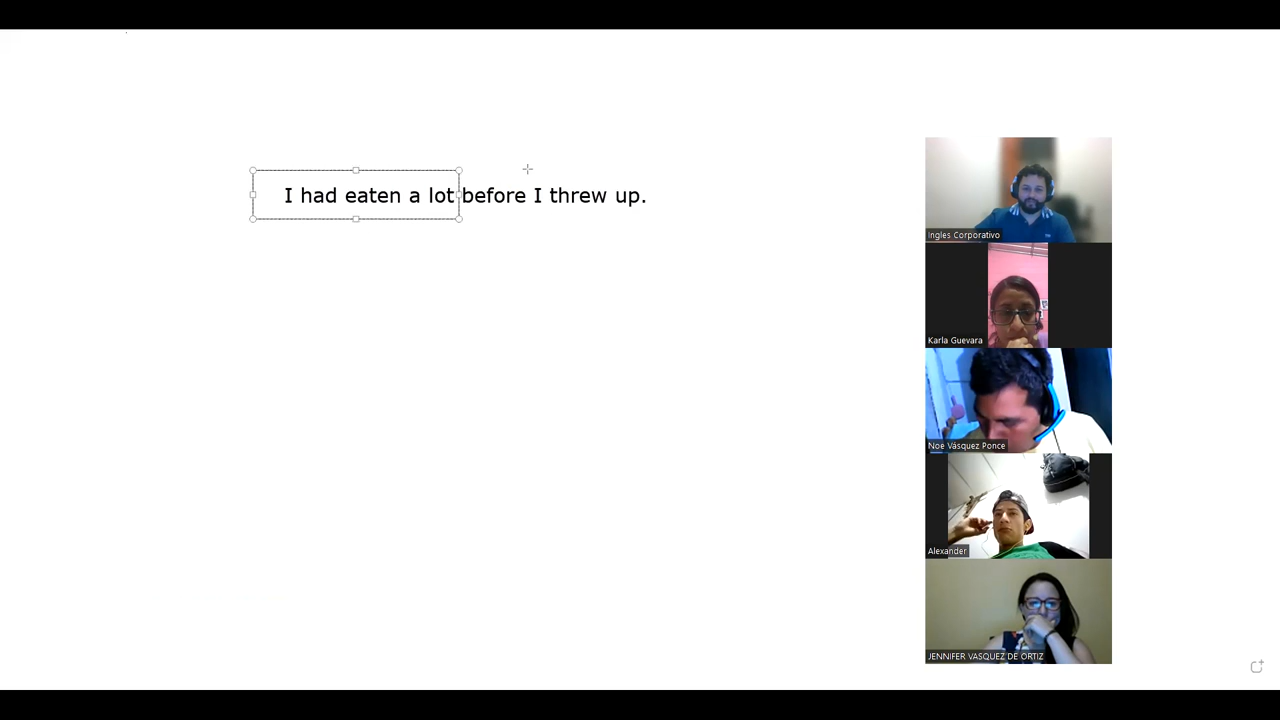 I had eaten a lot before I threw up.
Ingles Corporativo
Karla Guevara
Noe Vásquez Ponce
Alexander
JENNIFER VASQUEZ DE ORTIZ